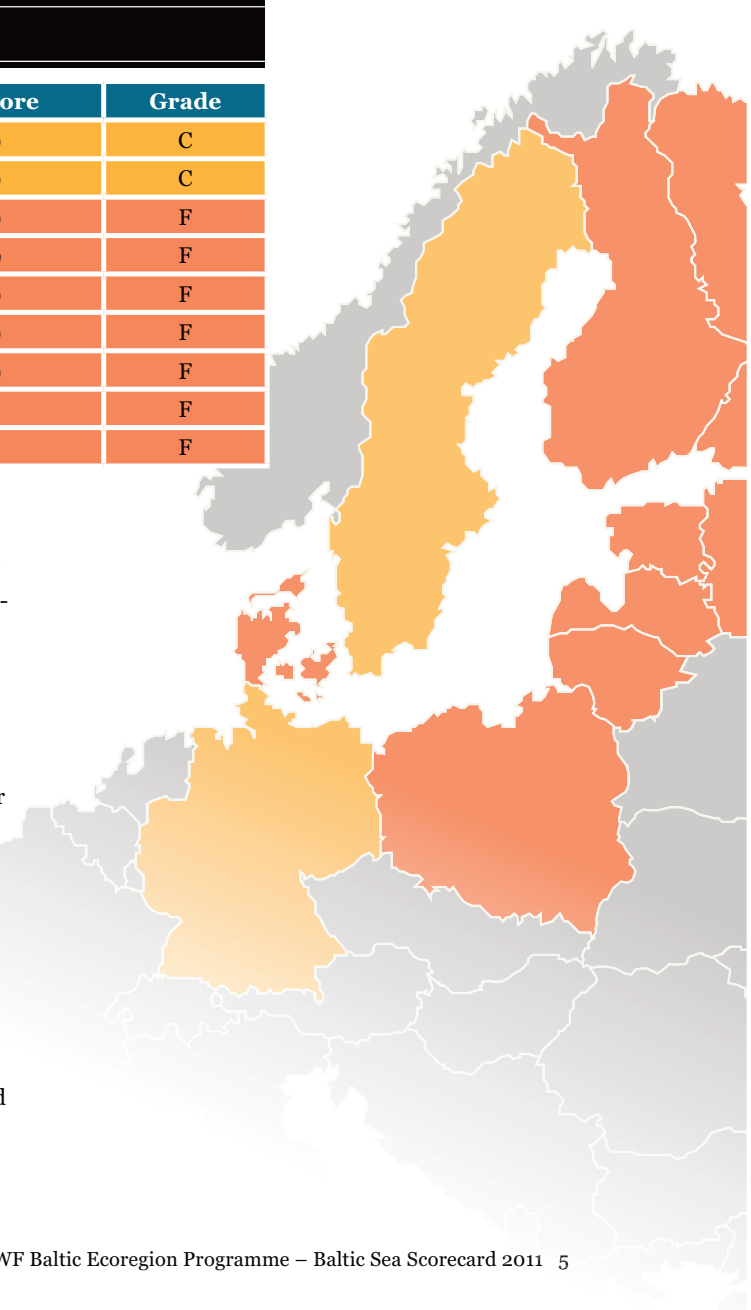 ore Grade
C
C
F
F
F
F
F
F
F
-
r
d
WF Baltic Ecoregion Programme – Baltic Sea Scorecard 2011 5